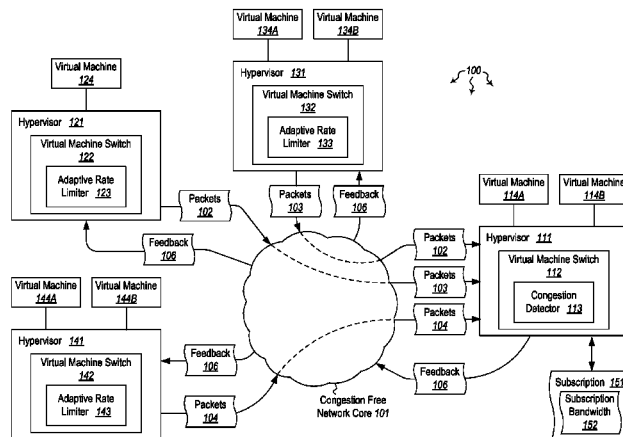 Virtual Machine
134A
Virtual Machine
134B
Virtual Machine
124
Hypervisor 131
Virtual Machine Switch
132
Adaptive Rate
Limiter 133
100
Hypervisor 121
Virtual Machine Switch
122
Adaptive Rate
Limiter 123
Packets
102
Packets
103
Feedback
106
Virtual Machine
114A
Virtual Machine
114B
Feedback
106
Packets
102
Packets
103
Packets
104
Hypervisor 111
Virtual Machine Switch
112
Congestion
Detector 113
Virtual Machine
144A
Virtual Machine
144B
Hypervisor 141
Virtual Machine Switch
142
Adaptive Rate
Limiter 143
Feedback
106
Packets
104
Feedback
106
Congestion Free
Network Core 101
Subscription 151
Subscription
Bandwidth
152